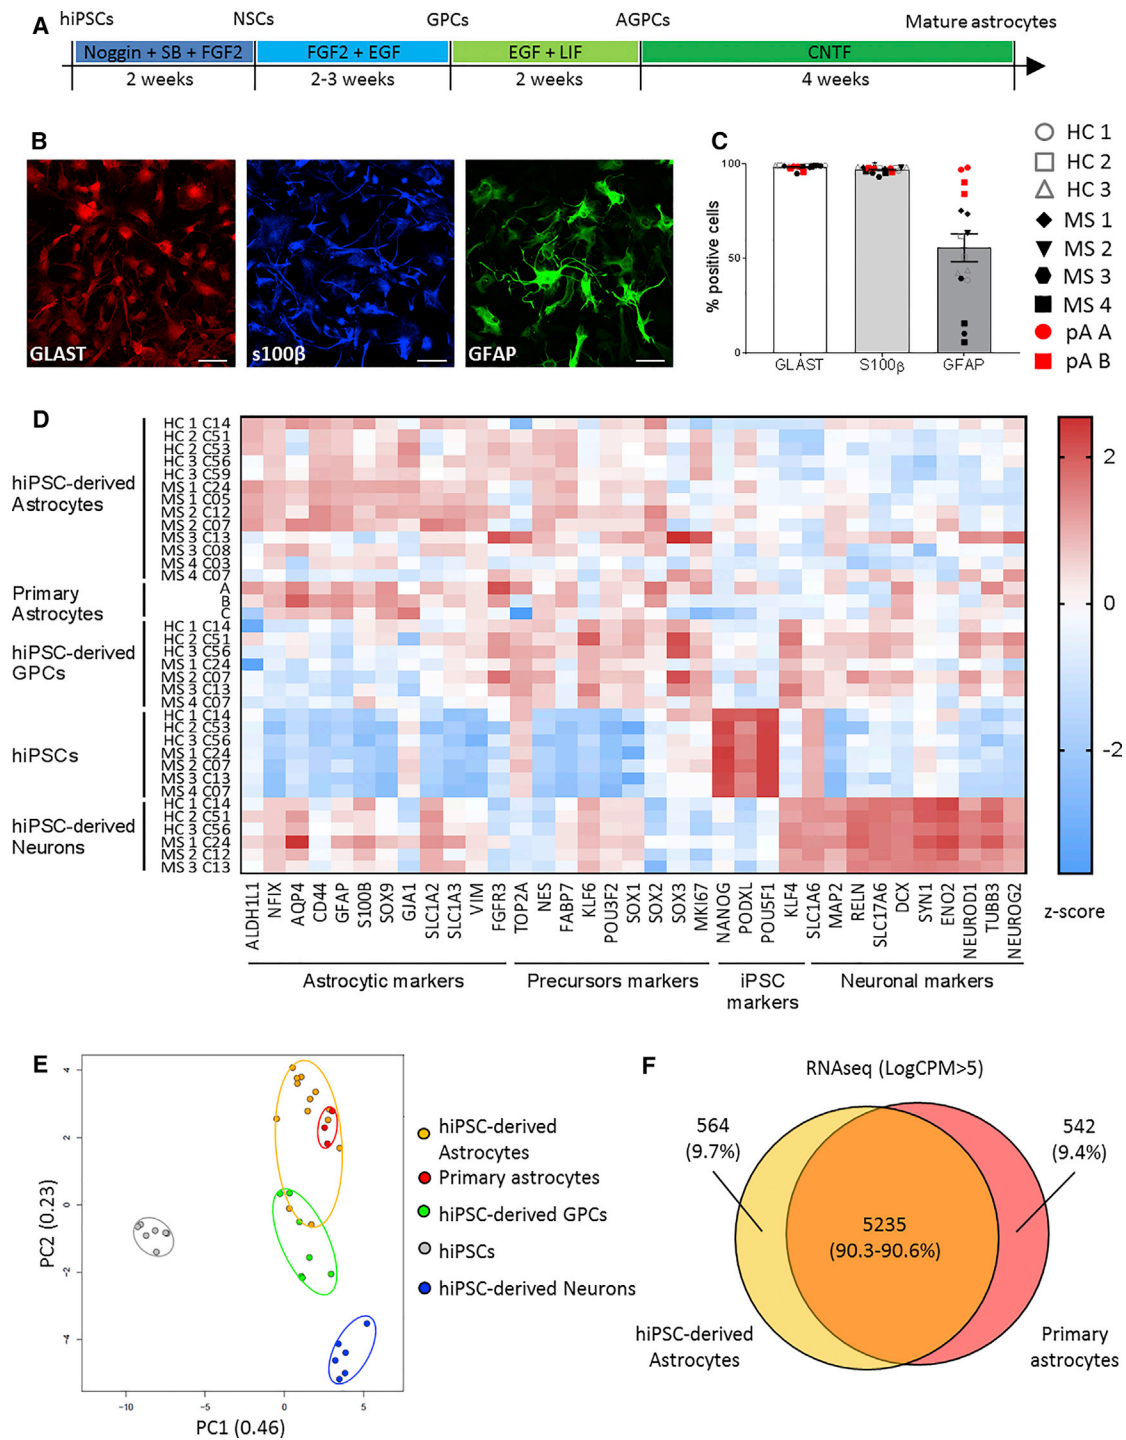 A
hiPSCs
NSCs
GPCs
AGPCs
Mature astrocytes
Noggin + SB + FGF2
FGF2 + EGF
EGF + LIF
CNTF
2 weeks
2-3 weeks
2 weeks
4 weeks
B
GLAST
s100β
GFAP
C
% positive cells
100
50
0
GLAST
S100β
GFAP
HC 1
HC 2
HC 3
MS 1
MS 2
MS 3
MS 4
pA A
pA B
D
hiPSC-derived
Astrocytes
HC 1 C14
HC 2 C51
HC 2 C53
HC 3 C56
HC 3 C59
MS 1 C24
MS 1 C05
MS 2 C12
MS 2 C07
MS 3 C13
MS 3 C08
MS 4 C03
MS 4 C07
Primary
Astrocytes
A
B
C
hiPSC-derived
GPCs
HC 1 C14
HC 2 C51
HC 3 C56
MS 1 C24
MS 2 C07
MS 3 C13
MS 4 C07
hiPSCs
HC 1 C14
HC 2 C53
HC 3 C56
MS 1 C24
MS 2 C07
MS 3 C13
MS 4 C07
hiPSC-derived
Neurons
HC 1 C14
HC 2 C51
HC 3 C56
MS 1 C24
MS 2 C12
MS 3 C13
ALDH1L1
NFIX
AQP4
CD44
GFAP
S100B
SOX9
GJA1
SLC1A2
SLC1A3
VIM
FGFR3
TOP2A
NES
FABP7
KLF6
POU3F2
SOX1
SOX2
SOX3
MKI67
NANOG
PODXL
POU5F1
KLF4
SLC1A6
MAP2
RELN
SLC17A6
DCX
SYN1
ENO2
NEUROD1
TUBB3
NEUROG2
Astrocytic markers
Precursors markers
iPSC
markers
Neuronal markers
2
0
-2
z-score
E
PC2 (0.23)
4
2
0
-2
-4
-10
-5
0
5
PC1 (0.46)
hiPSC-derived
Astrocytes
Primary astrocytes
hiPSC-derived GPCs
hiPSCs
hiPSC-derived Neurons
F
RNAseq (LogCPM>5)
564
(9.7%)
542
(9.4%)
5235
(90.3-90.6%)
hiPSC-derived
Astrocytes
Primary
astrocytes